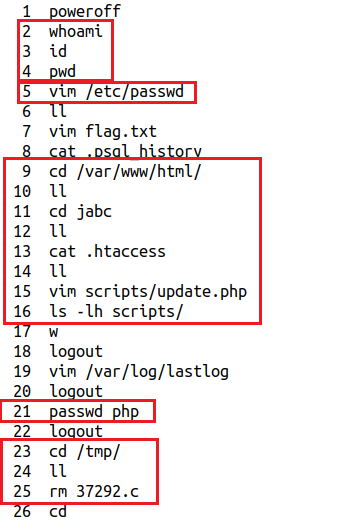 1 poweroff
2 whoami
3 id
4 pwd
5 vim /etc/passwd
6 ll
7 vim flag.txt
8 cat .psql_history
9 cd /var/www/html/
10 ll
11 cd jabc
12 ll
13 cat .htaccess
14 ll
15 vim scripts/update.php
16 ls -lh scripts/
17 w
18 logout
19 vim /var/log/lastlog
20 logout
21 passwd php
22 logout
23 cd /tmp/
24 ll
25 rm 37292.c
26 cd